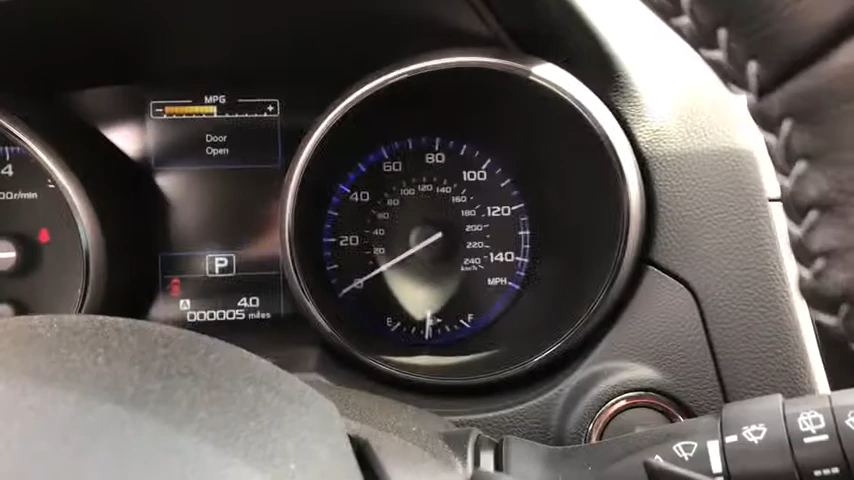 MPG
- +
Door
Open
4
00r/min
P
4.0
A
000005 miles
0 20 40 60 80 100 120 140
MPH
20 40 60 80 100 120 140 160 180 200 220 240
km/h
E F